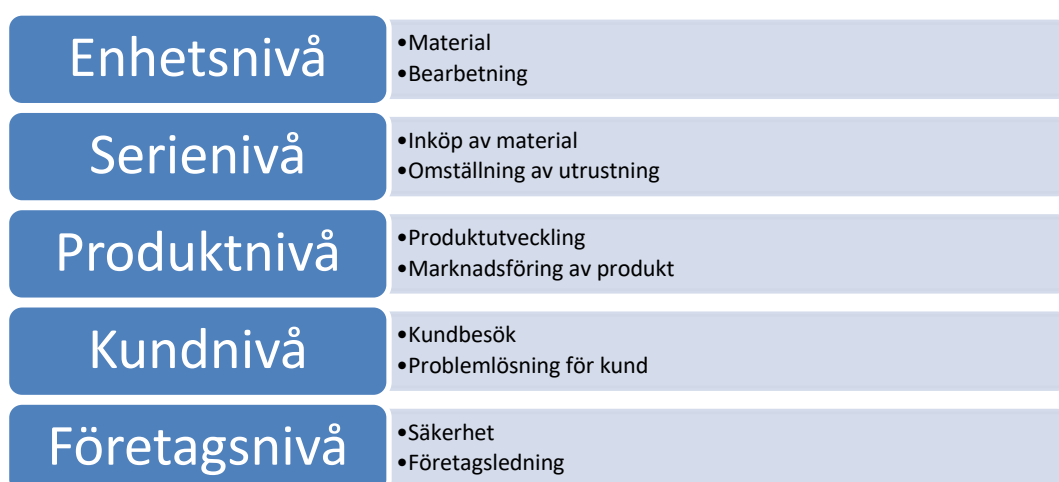 Enhetsnivå
•Material
•Bearbetning
Serienivå
•Inköp av material
•Omställning av utrustning
Produktnivå
•Produktutveckling
•Marknadsföring av produkt
Kundnivå
•Kundbesök
•Problemlösning för kund
Företagsnivå
•Säkerhet
•Företagsledning